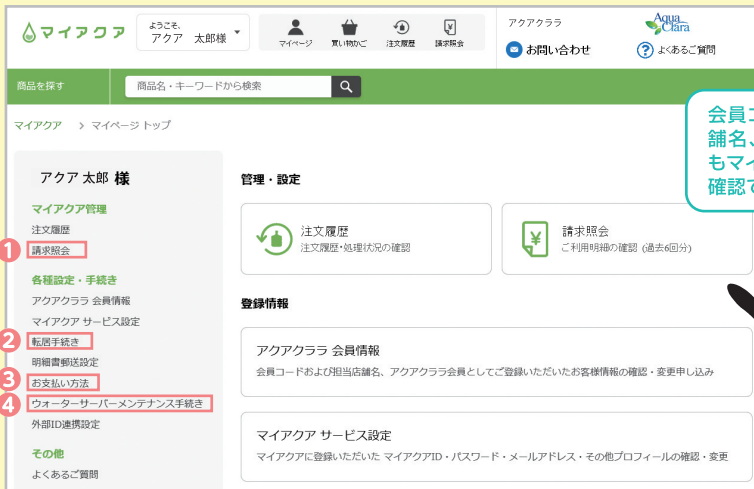 マイアクア
ようこそ、
アクア 太郎様
マイページ
買い物かご
注文履歴
請求照会
アクアクララ
Aqua Clara
お問い合わせ
よくあるご質問
商品を探す
商品名・キーワードから検索
マイアクア > マイページ トップ
会員コ
舗名、
もマイ
確認で
アクア 太郎 様
マイアクア管理
注文履歴
1 請求照会
各種設定・手続き
アクアクララ 会員情報
マイアクア サービス設定
2 転居手続き
明細書郵送設定
3 お支払い方法
4 ウォーターサーバーメンテナンス手続き
外部ID連携設定
その他
よくあるご質問
管理・設定
注文履歴
注文履歴・処理状況の確認
請求照会
ご利用明細の確認 (過去6回分)
登録情報
アクアクララ 会員情報
会員コードおよび担当店舗名、アクアクララ会員としてご登録いただいたお客様情報の確認・変更申し込み
マイアクア サービス設定
マイアクアに登録いただいた マイアクアID・パスワード・メールアドレス・その他プロフィールの確認・変更